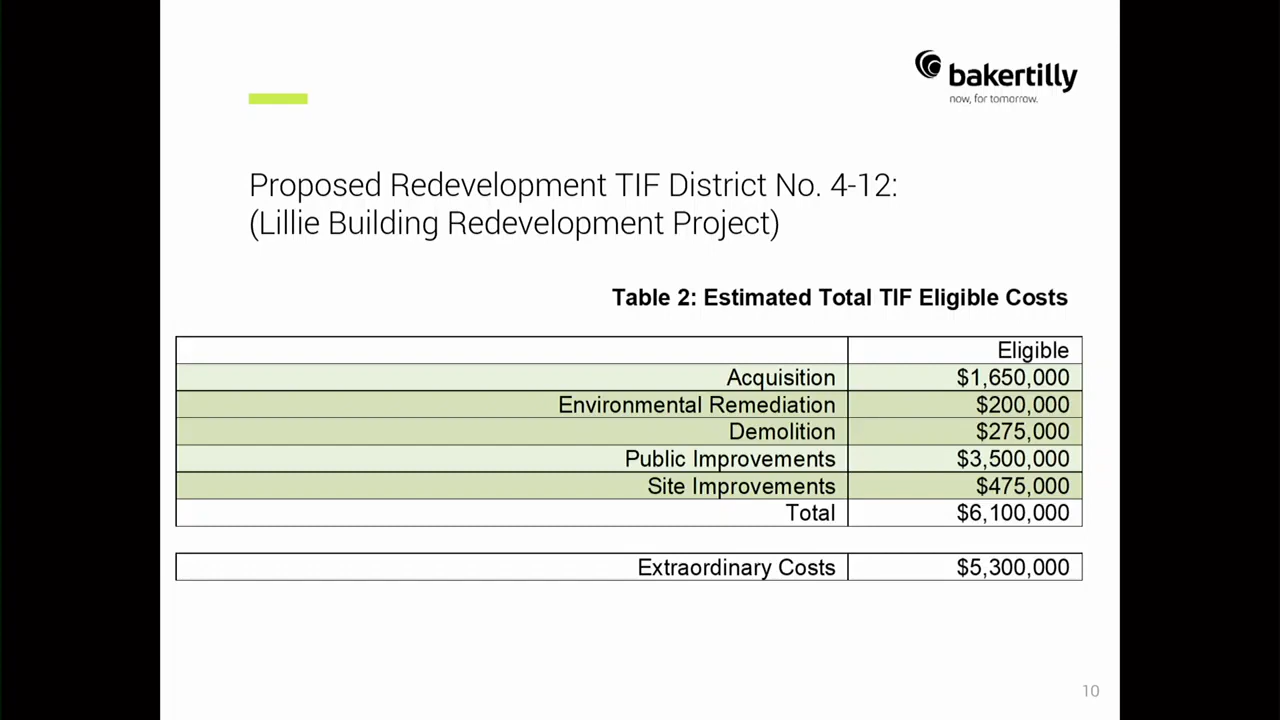 bakertilly
now, for tomorrow.
Proposed Redevelopment TIF District No. 4-12:
(Lillie Building Redevelopment Project)
Table 2: Estimated Total TIF Eligible Costs
Eligible
Acquisition $1,650,000
Environmental Remediation $200,000
Demolition $275,000
Public Improvements $3,500,000
Site Improvements $475,000
Total $6,100,000
Extraordinary Costs $5,300,000
10